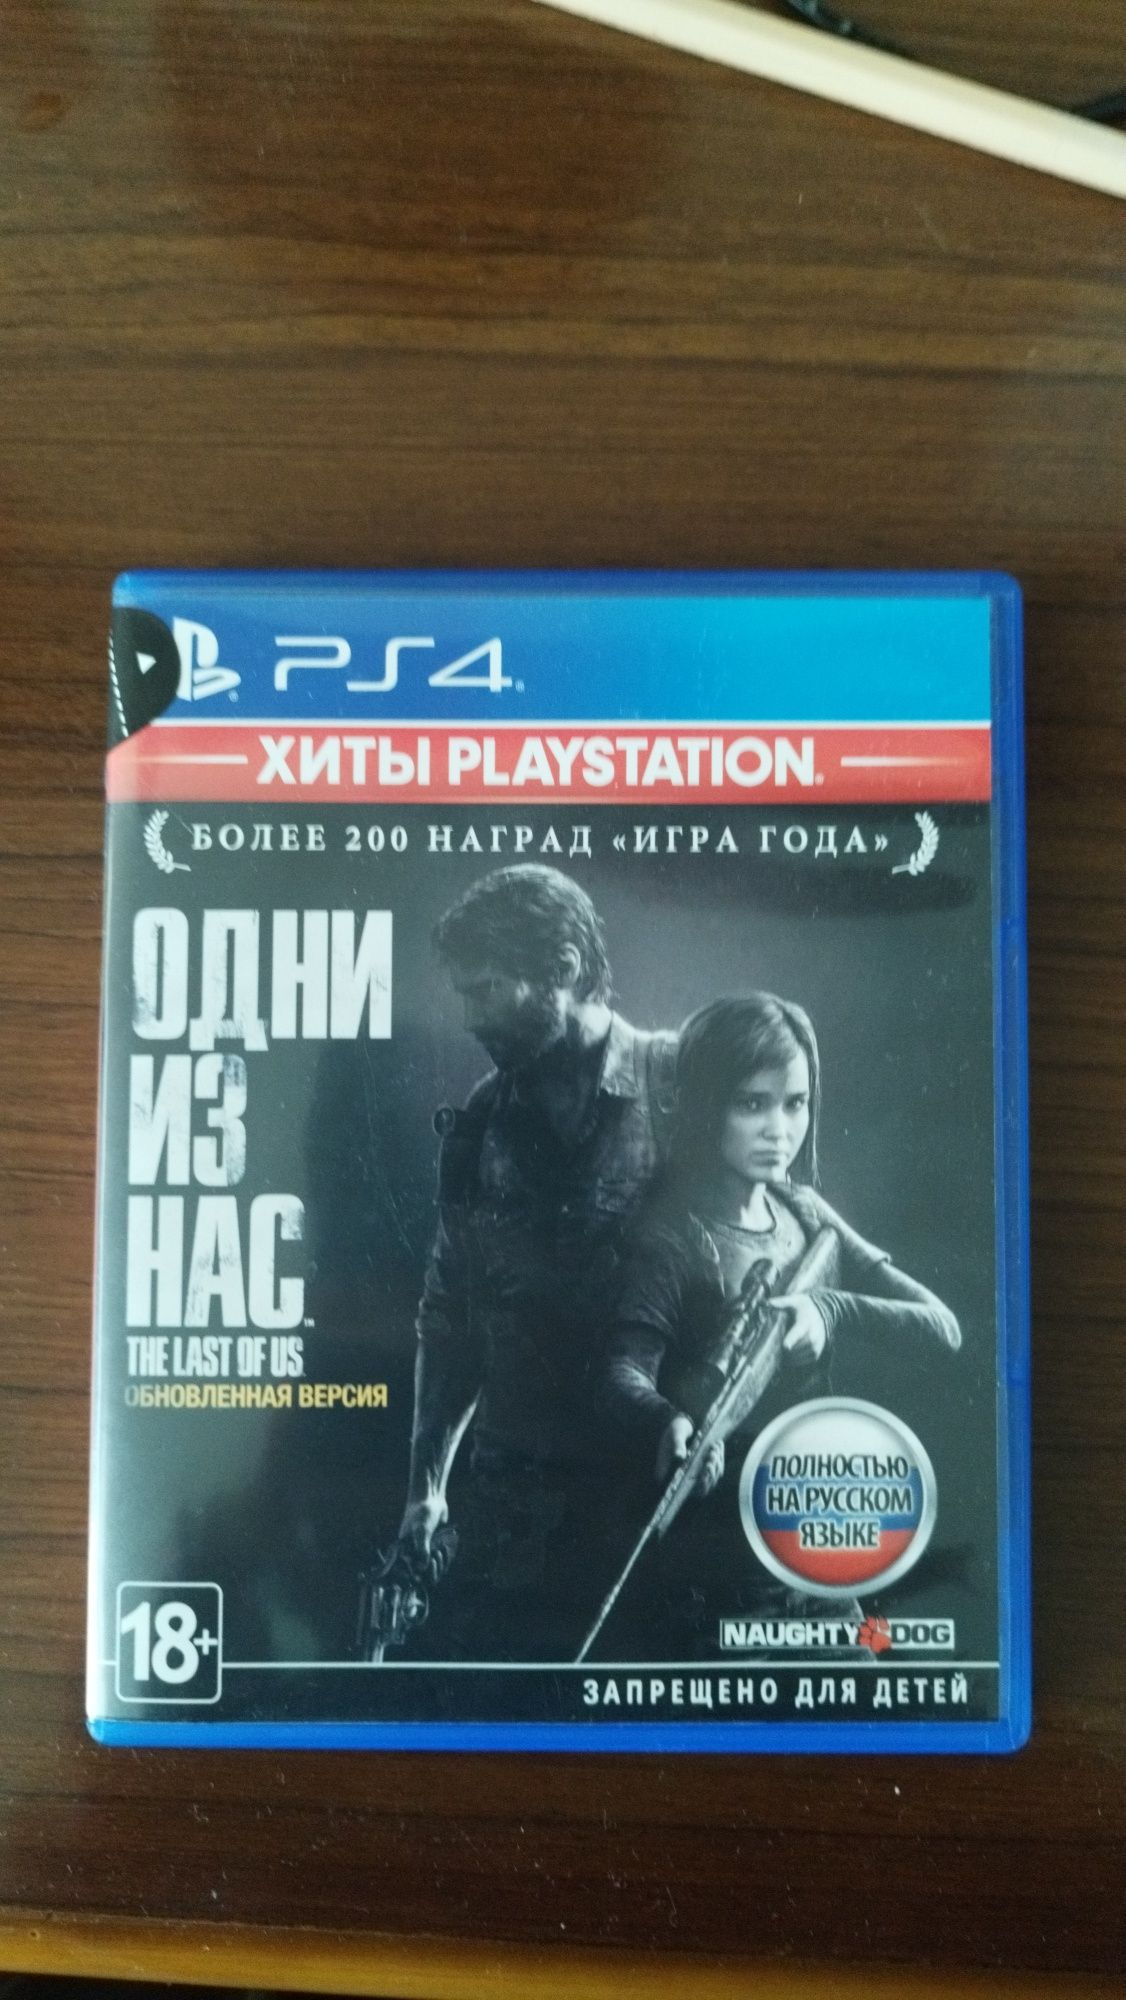 PS4
ХИТЫ PLAYSTATION
БОЛЕЕ 200 НАГРАД «ИГРА ГОДА»
ОДНИ
ИЗ
НАС
THE LAST OF US
ОБНОВЛЕННАЯ ВЕРСИЯ
ПОЛНОСТЬЮ
НА РУССКОМ
ЯЗЫКЕ
NAUGHTY DOG
18+
ЗАПРЕЩЕНО ДЛЯ ДЕТЕЙ